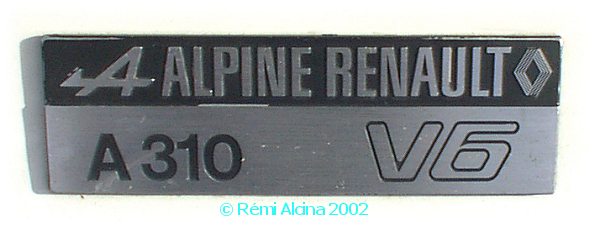 ALPINE RENAULT
A 310 V6
© Rémi Alcina 2002